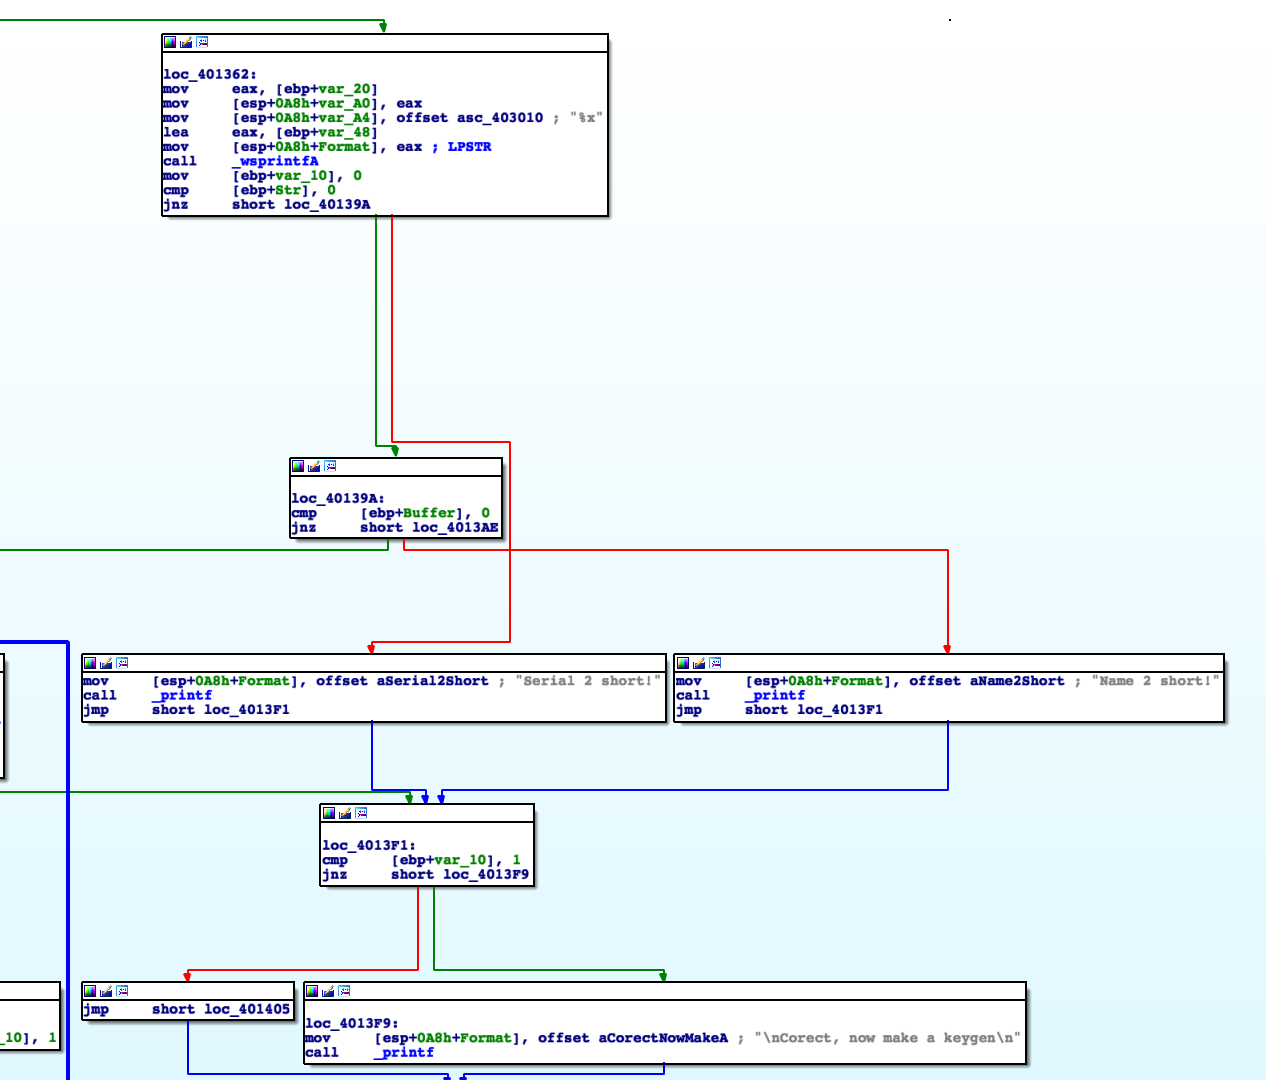 loc_401362:
mov eax, [ebp+var_20]
mov [esp+0A8h+var_A0], eax
mov [esp+0A8h+var_A4], offset asc_403010 ; "%x"
lea eax, [ebp+var_48]
mov [esp+0A8h+Format], eax ; LPSTR
call _wsprintfA
mov [ebp+var_10], 0
cmp [ebp+Str], 0
jnz short loc_40139A
loc_40139A:
cmp [ebp+Buffer], 0
jnz short loc_4013AE
mov [esp+0A8h+Format], offset aSerial2Short ; "Serial 2 short!"
call _printf
jmp short loc_4013F1
mov [esp+0A8h+Format], offset aName2Short ; "Name 2 short!"
call _printf
jmp short loc_4013F1
loc_4013F1:
cmp [ebp+var_10], 1
jnz short loc_4013F9
_10], 1
jmp short loc_401405
loc_4013F9:
mov [esp+0A8h+Format], offset aCorectNowMakeA ; "\nCorect, now make a keygen\n"
call _printf